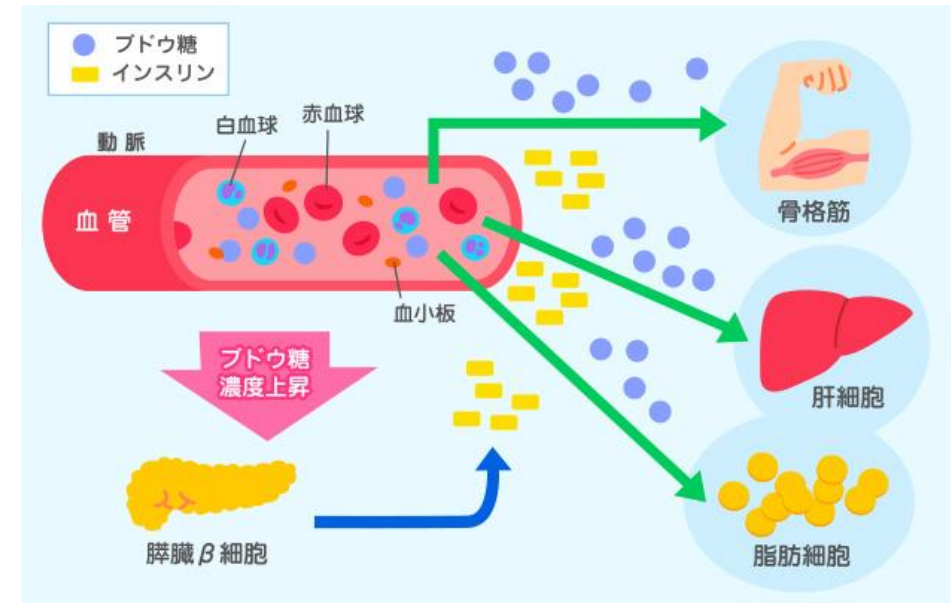 ブドウ糖
インスリン
白血球
赤血球
動脈
血管
血小板
骨格筋
ブドウ糖
濃度上昇
肝細胞
膵臓β細胞
脂肪細胞